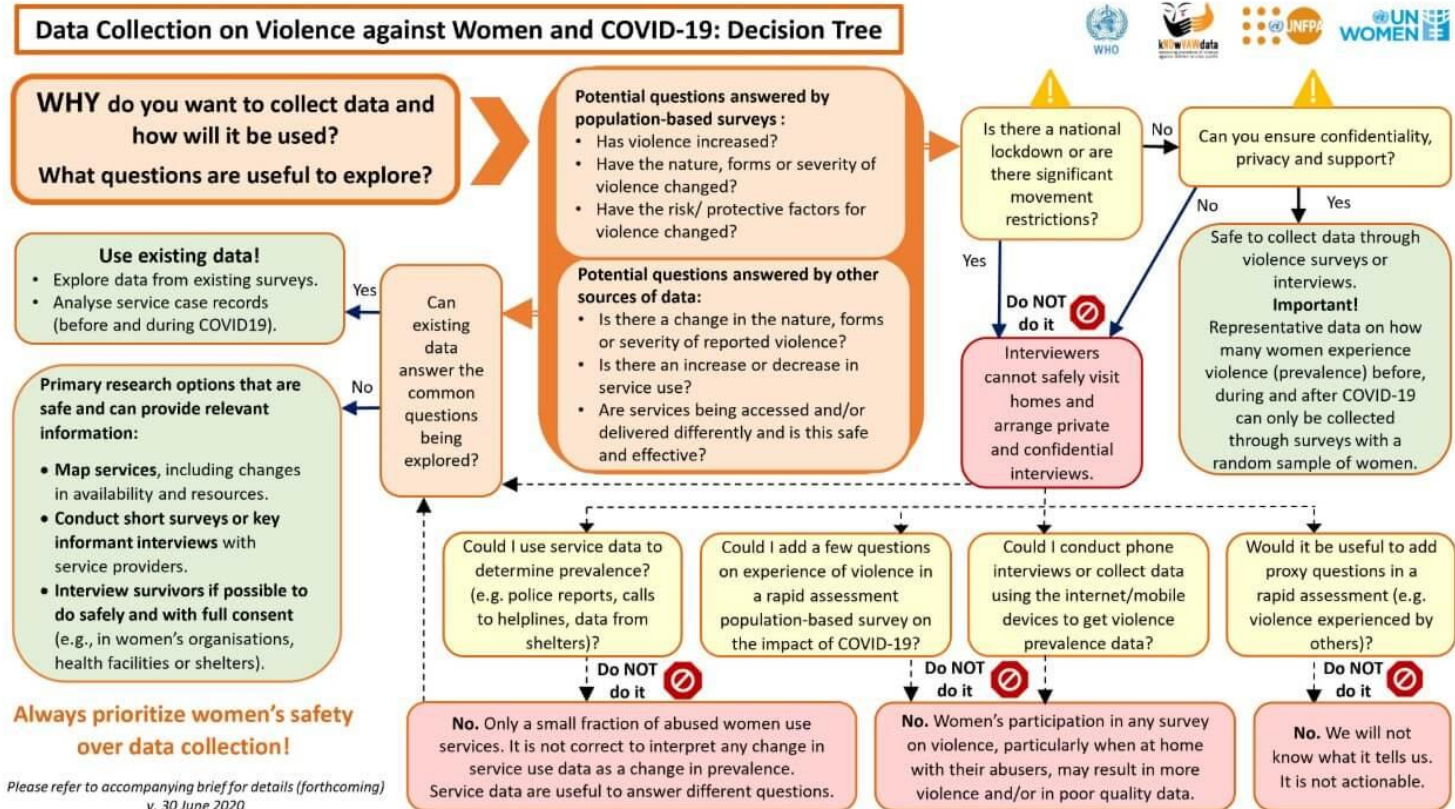 Data Collection on Violence against Women and COVID-19: Decision Tree
WHO
kNOwVAWdata
UNFPA
UN
WOMEN
WHY do you want to collect data and
how will it be used?
What questions are useful to explore?
Potential questions answered by
population-based surveys :
• Has violence increased?
• Have the nature, forms or severity of
violence changed?
• Have the risk/ protective factors for
violence changed?
Is there a national
lockdown or are
there significant
movement
restrictions?
No
Can you ensure confidentiality,
privacy and support?
No
Yes
Yes
Safe to collect data through
violence surveys or
interviews.
Important!
Representative data on how
many women experience
violence (prevalence) before,
during and after COVID-19
can only be collected
through surveys with a
random sample of women.
Do NOT
do it
Interviewers
cannot safely visit
homes and
arrange private
and confidential
interviews.
Potential questions answered by other
sources of data:
• Is there a change in the nature, forms
or severity of reported violence?
• Is there an increase or decrease in
service use?
• Are services being accessed and/or
delivered differently and is this safe
and effective?
Can
existing
data
answer the
common
questions
being
explored?
Yes
Use existing data!
• Explore data from existing surveys.
• Analyse service case records
(before and during COVID19).
No
Primary research options that are
safe and can provide relevant
information:
• Map services, including changes
in availability and resources.
• Conduct short surveys or key
informant interviews with
service providers.
• Interview survivors if possible to
do safely and with full consent
(e.g., in women's organisations,
health facilities or shelters).
Could I use service data to
determine prevalence?
(e.g. police reports, calls
to helplines, data from
shelters)?
Could I add a few questions
on experience of violence in
a rapid assessment
population-based survey on
the impact of COVID-19?
Could I conduct phone
interviews or collect data
using the internet/mobile
devices to get violence
prevalence data?
Would it be useful to add
proxy questions in a
rapid assessment (e.g.
violence experienced by
others)?
Do NOT
do it
Do NOT
do it
Do NOT
do it
No. Only a small fraction of abused women use
services. It is not correct to interpret any change in
service use data as a change in prevalence.
Service data are useful to answer different questions.
No. Women's participation in any survey
on violence, particularly when at home
with their abusers, may result in more
violence and/or in poor quality data.
No. We will not
know what it tells us.
It is not actionable.
Always prioritize women's safety
over data collection!
Please refer to accompanying brief for details (forthcoming)
v. 30 June 2020